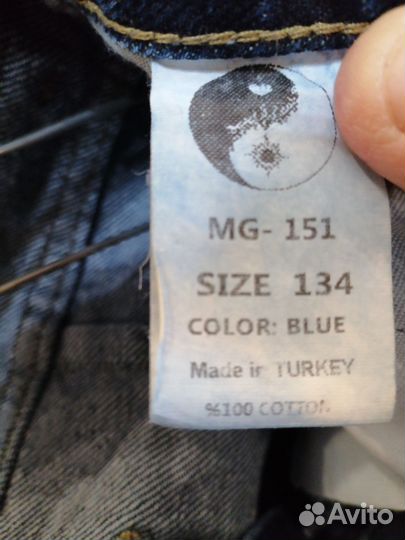 MG- 151
SIZE 134
COLOR: BLUE
Made in TURKEY
%100 COTTON
Avito